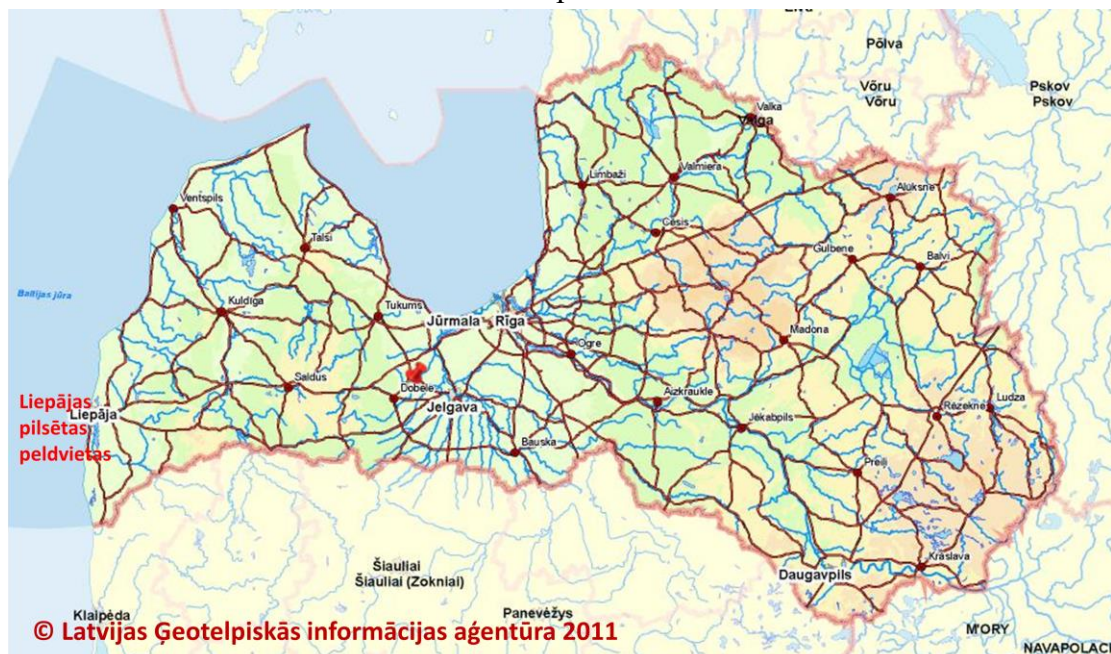 Põlva
Võru
Võru
Pskov
Pskov
Valka
Valga
Valmiera
Limbaži
Alūksne
Ventspils
Cēsis
Talsi
Gulbene
Balvi
Baltijas jūra
Kuldīga
Tukums
Jūrmala
Rīga
Madona
Ogre
Saldus
Dobele
Jelgava
Aizkraukle
Rēzekne
Ludza
Liepājas
pilsētas
peldvietas
Liepāja
Jēkabpils
Bauska
Preiļi
Krāslava
Daugavpils
Šiauliai
Šiauliai (Zokniai)
Klaipėda
Panevėžys
M'ORY
NAVAPOLACK
© Latvijas Ģeotelpiskās informācijas aģentūra 2011